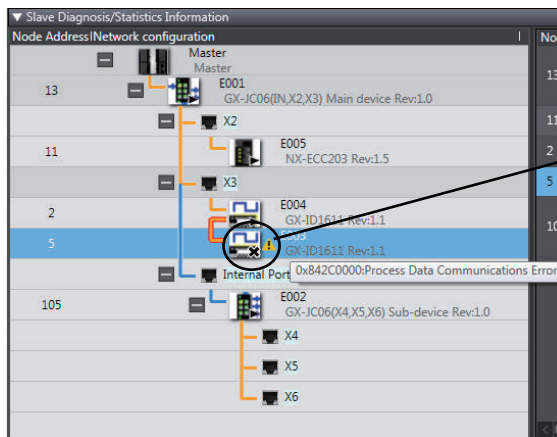 ▼ Slave Diagnosis/Statistics Information
Node Address|Network configuration
No
Master
Master
13
E001
GX-JC06(IN,X2,X3) Main device Rev:1.0
13
X2
11
11
E005
NX-ECC203 Rev:1.5
2
X3
5
2
E004
GX-ID1611 Rev:1.1
10
5
E003
GX-ID1611 Rev:1.1
Internal Port
0x842C0000:Process Data Communications Error
105
E002
GX-JC06(X4,X5,X6) Sub-device Rev:1.0
X4
X5
X6